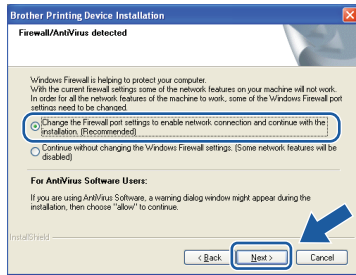 Brother Printing Device Installation
Firewall/AntiVirus detected
Windows Firewall is helping to protect your computer.
With the current firewall settings some of the network features on your machine will not work.
In order for all the network features of the machine to work, some of the Windows Firewall port
settings need to be changed.
Change the Firewall port settings to enable network connection and continue with the
installation. (Recommended)
Continue without changing the Windows Firewall settings. (Some network features will be
disabled)
For AntiVirus Software Users:
If you are using AntiVirus Software, a warning dialog window might appear during the
installation, then choose "allow" to continue.
InstallShield
< Back
Next >
Cancel